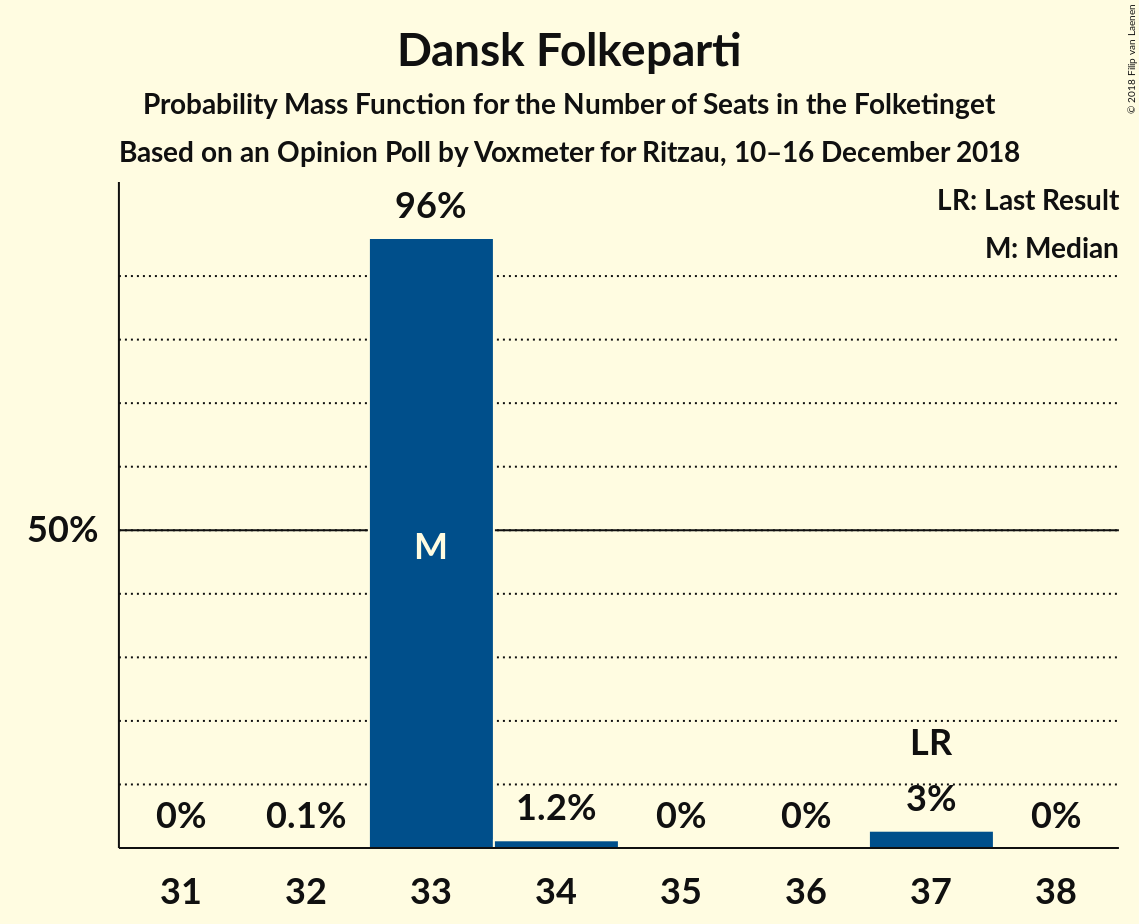 Dansk Folkeparti
Probability Mass Function for the Number of Seats in the Folketinget
Based on an Opinion Poll by Voxmeter for Ritzau, 10–16 December 2018
© 2018 Filip van Laenen
LR: Last Result
M: Median
96%
50%
M
LR
0%
0.1%
1.2%
0%
0%
3%
0%
31
32
33
34
35
36
37
38